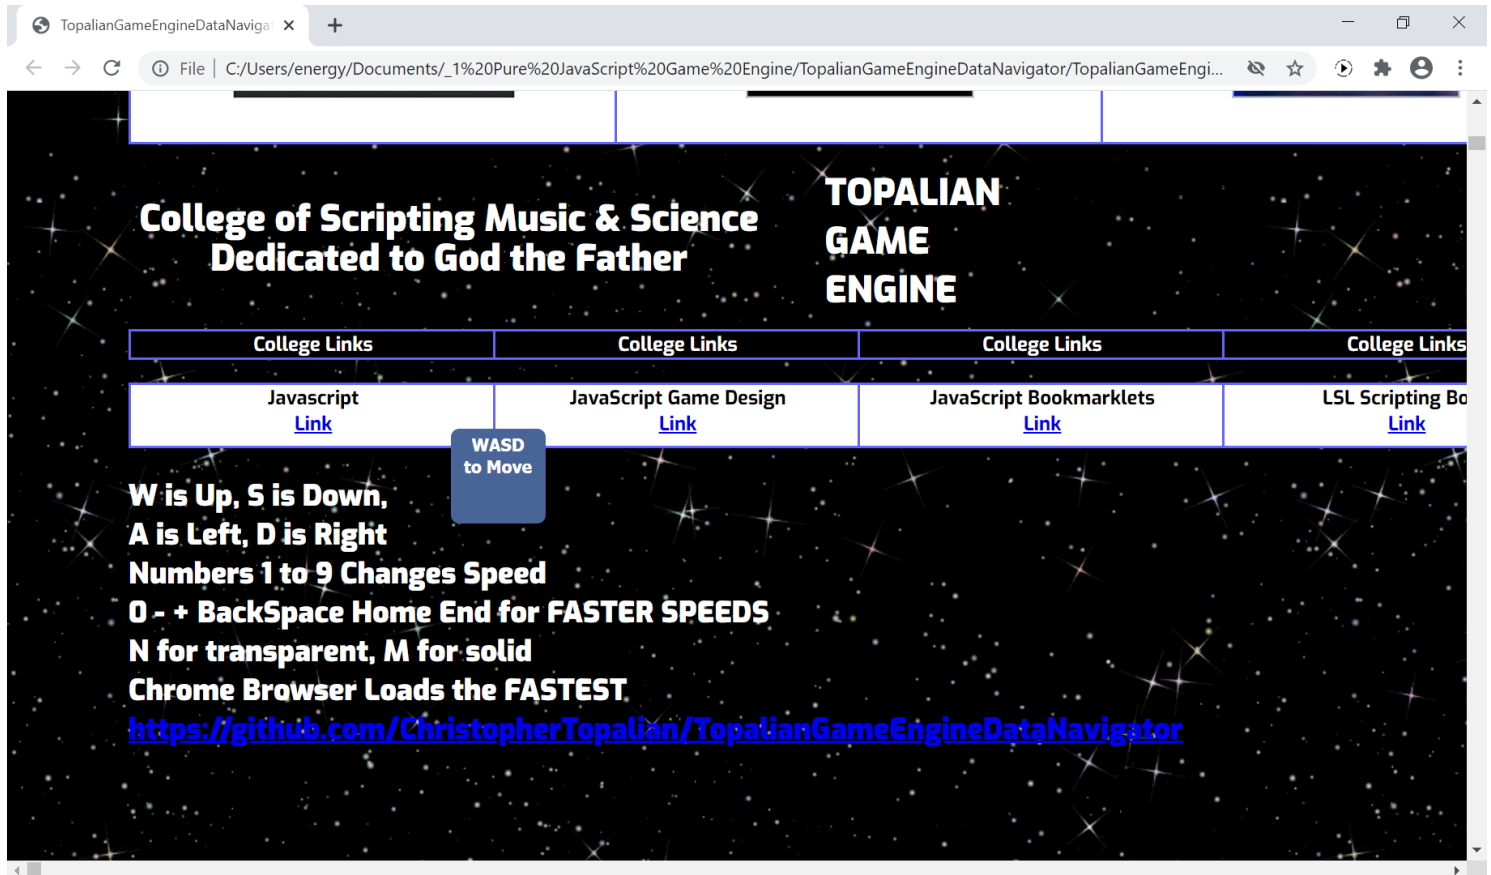 TopalianGameEngineDataNaviga
File | C:/Users/energy/Documents/_1%20Pure%20JavaScript%20Game%20Engine/TopalianGameEngineDataNavigator/TopalianGameEngi...
College of Scripting Music & Science
Dedicated to God the Father
TOPALIAN
GAME
ENGINE
College Links College Links College Links College Links
Javascript JavaScript Game Design JavaScript Bookmarklets LSL Scripting Bo
Link Link Link Link
WASD
to Move
W is Up, S is Down,
A is Left, D is Right
Numbers 1 to 9 Changes Speed
0 - + BackSpace Home End for FASTER SPEEDS
N for transparent, M for solid
Chrome Browser Loads the FASTEST
https://github.com/ChristopherTopalian/TopalianGameEngineDataNavigator